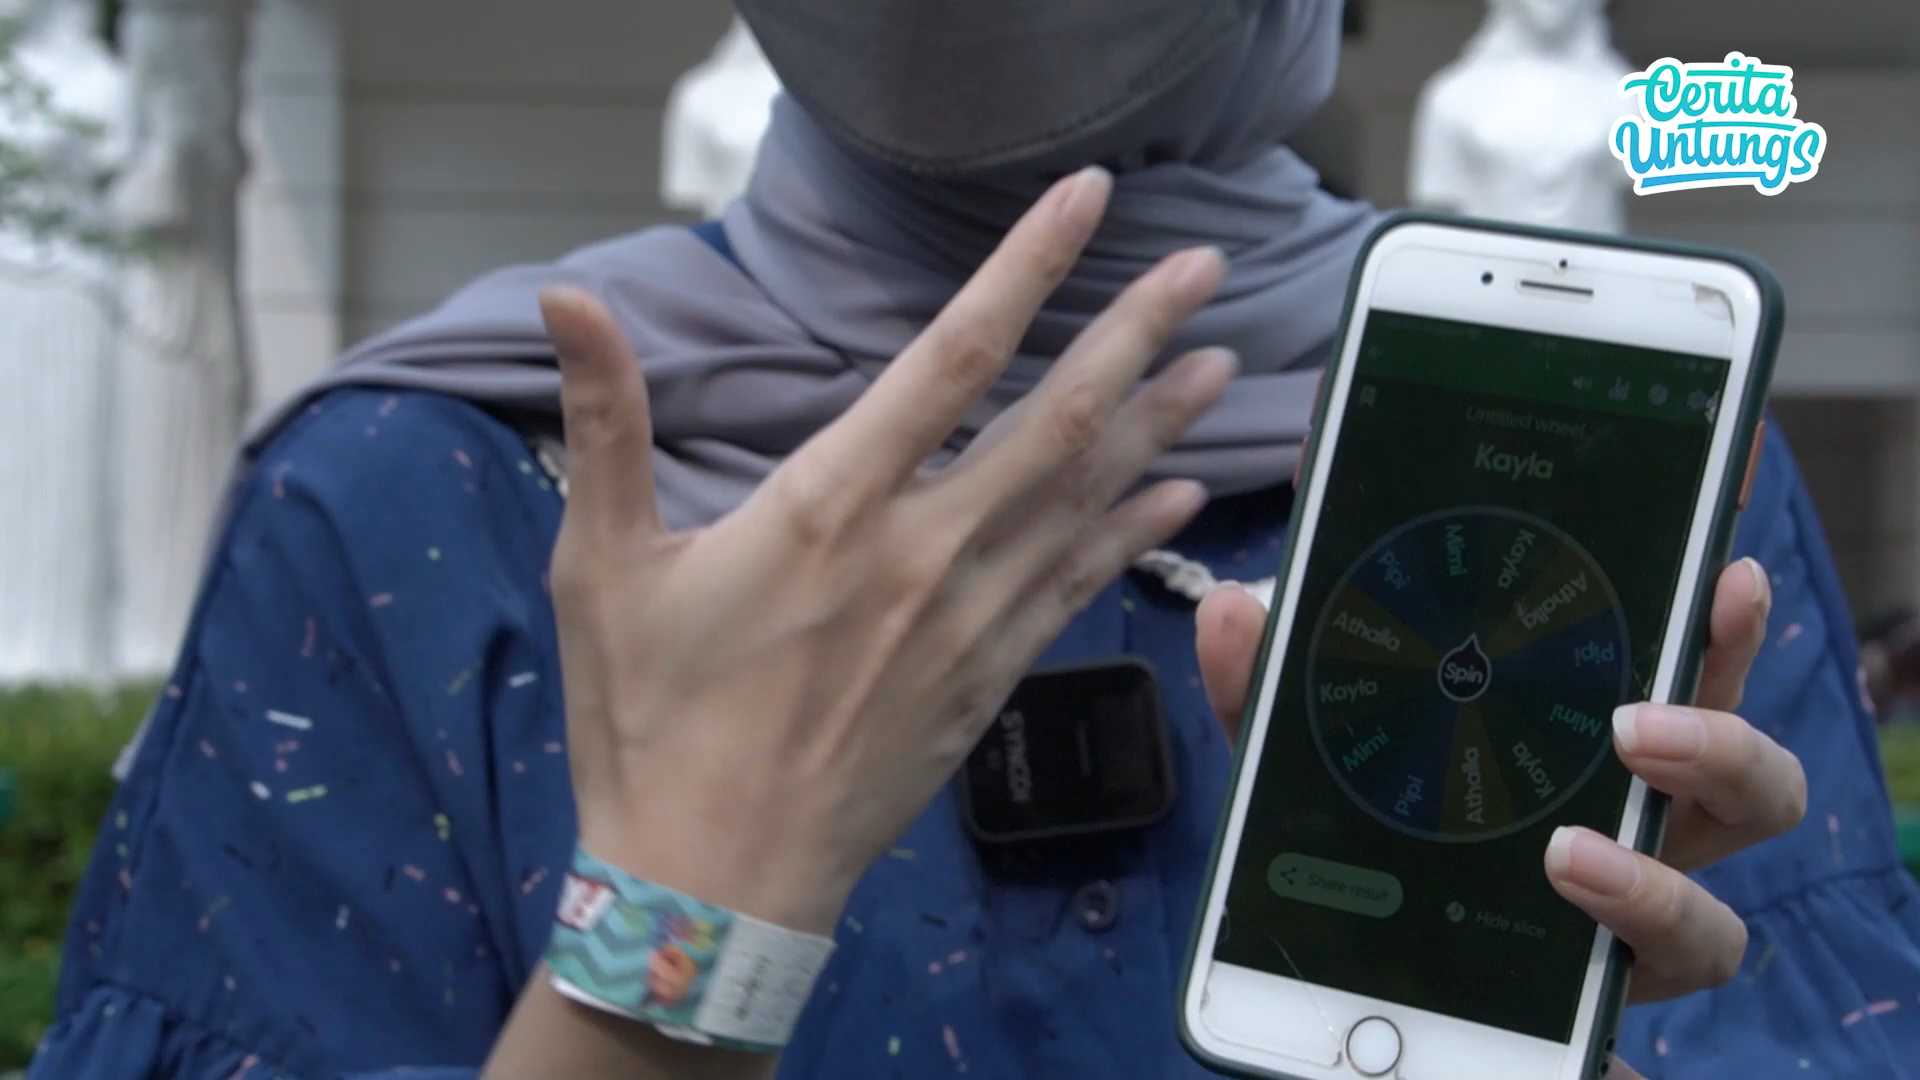 Cerita
Untungs
Untitled wheel
Kayla
Mimi
Kayla
Athalla
Pipi
Mimi
Kayla
Athalla
Pipi
Mimi
Kayla
Athalla
Pipi
Spin
Share result
Hide slice
SYNCO